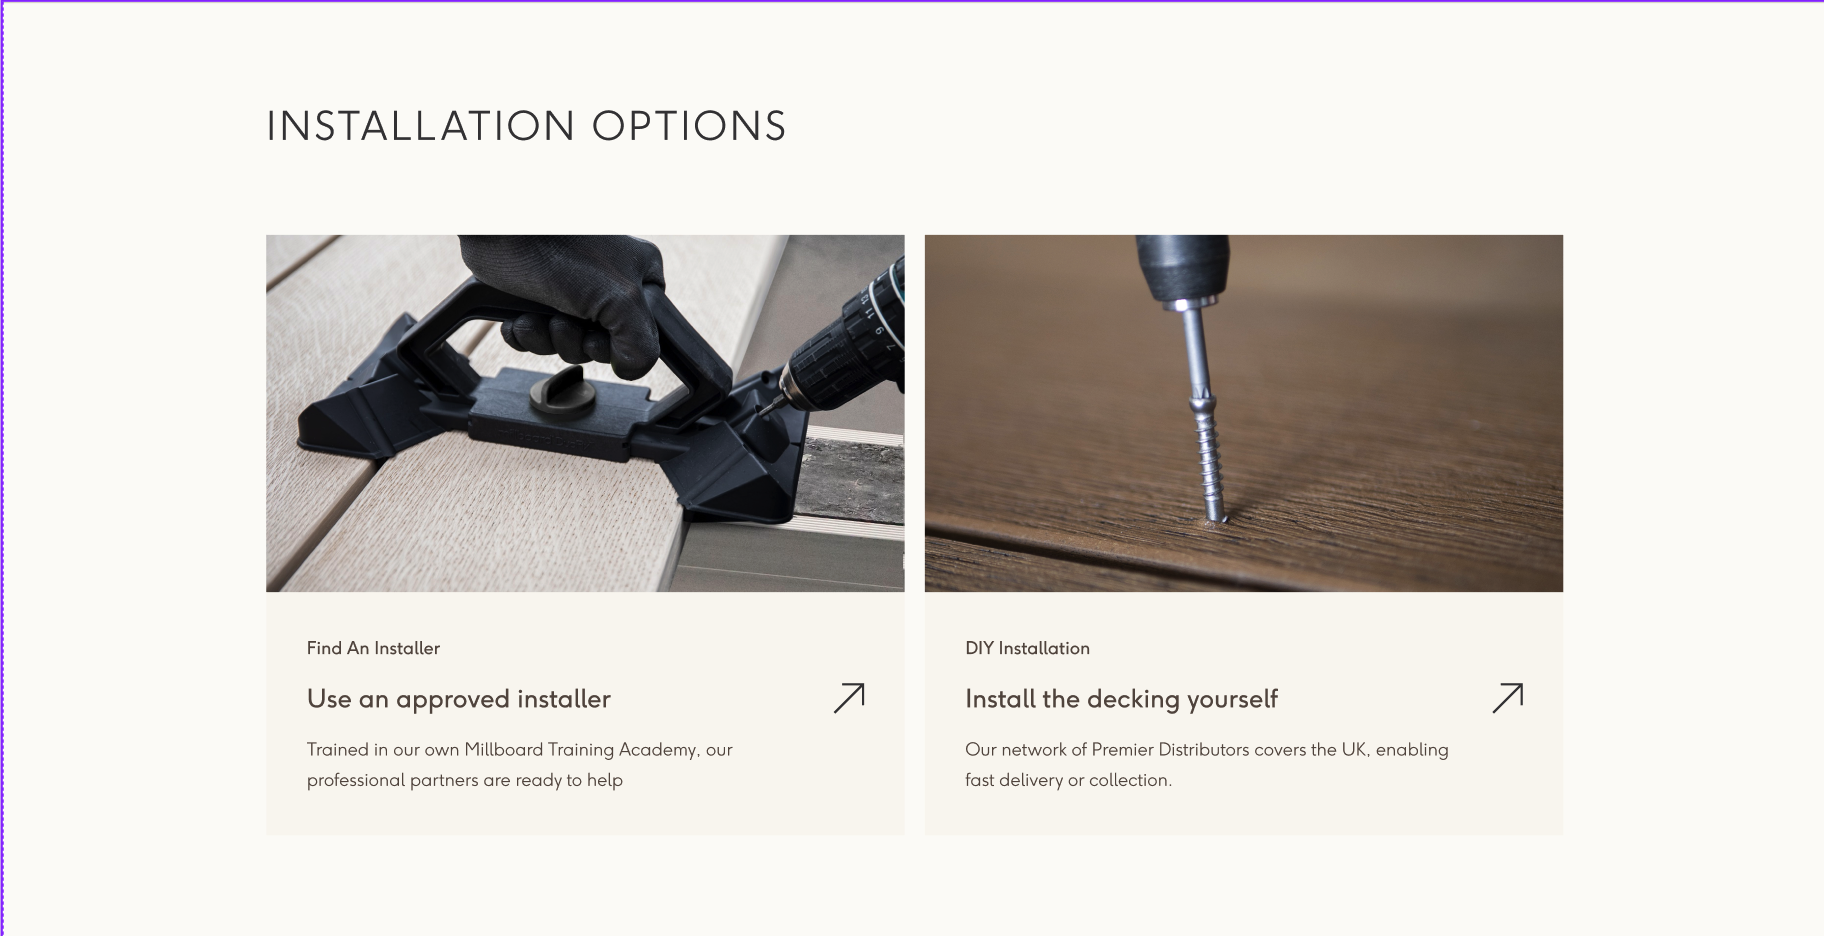 INSTALLATION OPTIONS
Find An Installer
Use an approved installer
Trained in our own Millboard Training Academy, our
professional partners are ready to help
DIY Installation
Install the decking yourself
Our network of Premier Distributors covers the UK, enabling
fast delivery or collection.